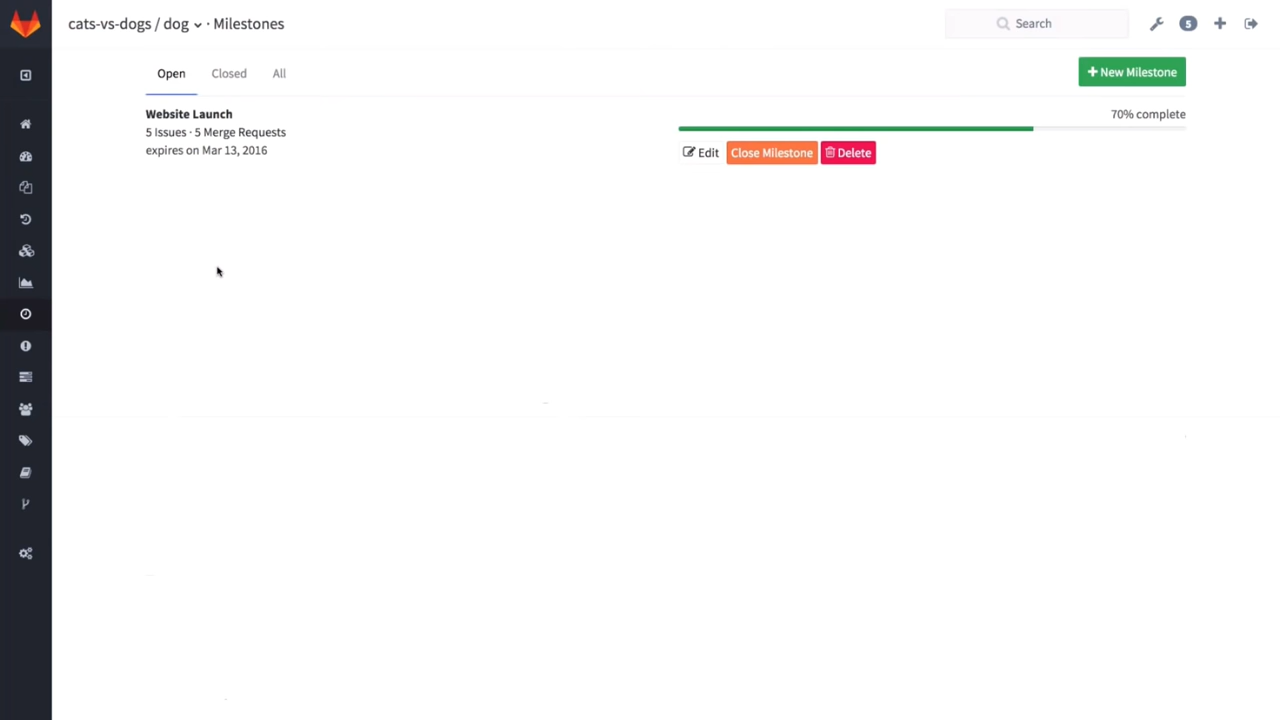 cats-vs-dogs / dog · Milestones
Search
5
Open Closed All
New Milestone
Website Launch
70% complete
5 Issues · 5 Merge Requests
expires on Mar 13, 2016
Edit Close Milestone Delete